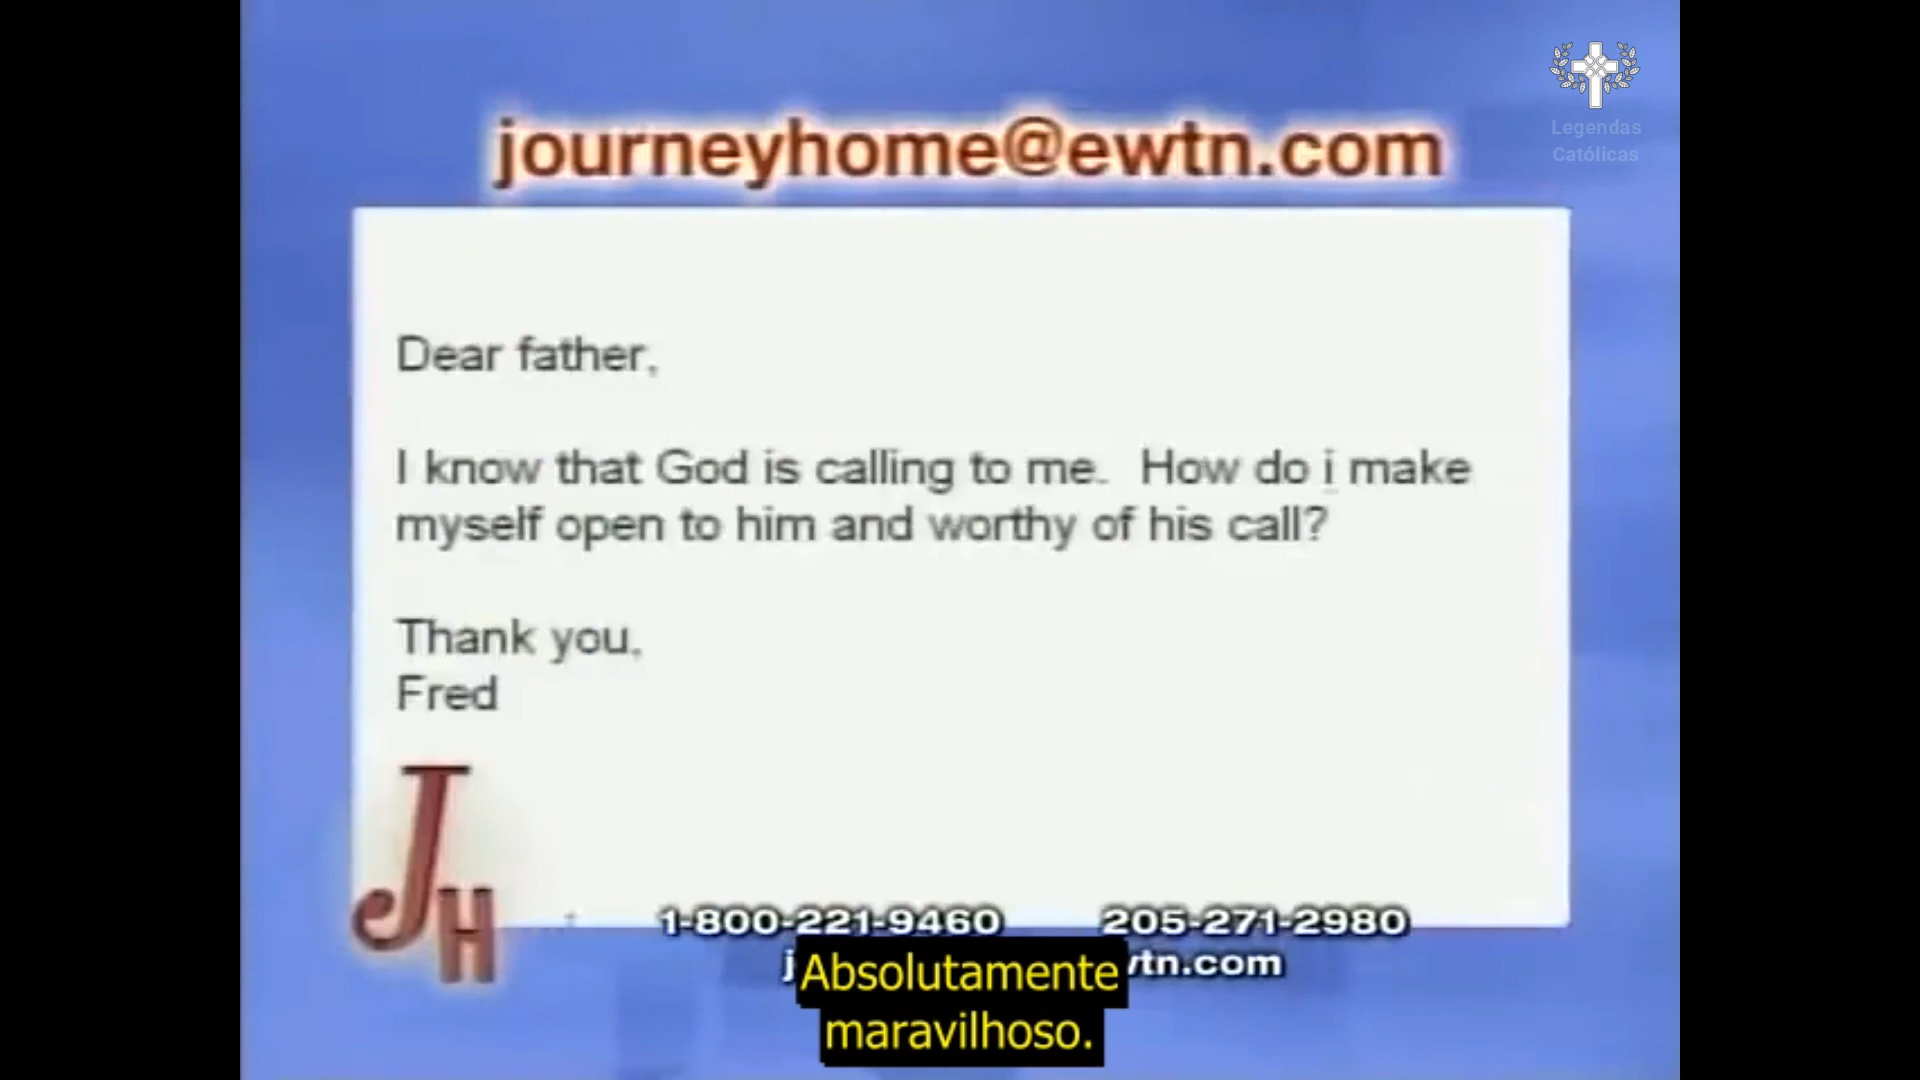 Legendas
Católicas
journeyhome@ewtn.com
Dear father,
I know that God is calling to me. How do i make
myself open to him and worthy of his call?
Thank you,
Fred
JH
1-800-221-9460 205-271-2980
j vtn.com
Absolutamente
maravilhoso.